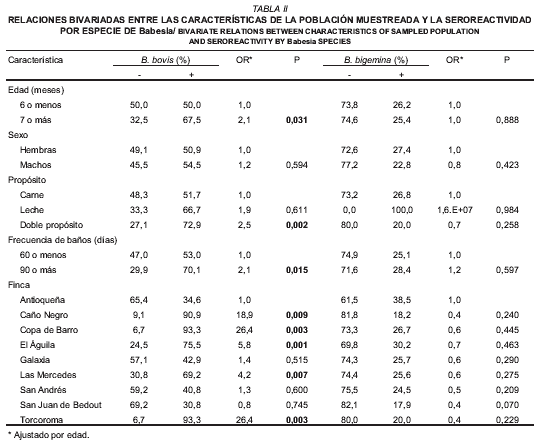 TABLA II
RELACIONES BIVARIADAS ENTRE LAS CARACTERÍSTICAS DE LA POBLACIÓN MUESTREADA Y LA SEROREACTIVIDAD
POR ESPECIE DE Babesia/ BIVARIATE RELATIONS BETWEEN CHARACTERISTICS OF SAMPLED POPULATION
AND SEROREACTIVITY BY Babesia SPECIES
Característica B. bovis (%) OR* P B. bigemina (%) OR* P
- + - +
Edad (meses)
6 o menos 50,0 50,0 1,0 73,8 26,2 1,0
7 o más 32,5 67,5 2,1 0,031 74,6 25,4 1,0 0,888
Sexo
Hembras 49,1 50,9 1,0 72,6 27,4 1,0
Machos 45,5 54,5 1,2 0,594 77,2 22,8 0,8 0,423
Propósito
Carne 48,3 51,7 1,0 73,2 26,8 1,0
Leche 33,3 66,7 1,9 0,611 0,0 100,0 1,6.E+07 0,984
Doble propósito 27,1 72,9 2,5 0,002 80,0 20,0 0,7 0,258
Frecuencia de baños (días)
60 o menos 47,0 53,0 1,0 74,9 25,1 1,0
90 o más 29,9 70,1 2,1 0,015 71,6 28,4 1,2 0,597
Finca
Antioqueña 65,4 34,6 1,0 61,5 38,5 1,0
Caño Negro 9,1 90,9 18,9 0,009 81,8 18,2 0,4 0,240
Copa de Barro 6,7 93,3 26,4 0,003 73,3 26,7 0,6 0,445
El Águila 24,5 75,5 5,8 0,001 69,8 30,2 0,7 0,463
Galaxia 57,1 42,9 1,4 0,515 74,3 25,7 0,6 0,290
Las Mercedes 30,8 69,2 4,2 0,007 74,4 25,6 0,6 0,275
San Andrés 59,2 40,8 1,3 0,600 75,5 24,5 0,5 0,209
San Juan de Bedout 69,2 30,8 0,8 0,745 82,1 17,9 0,4 0,070
Torcoroma 6,7 93,3 26,4 0,003 80,0 20,0 0,4 0,229
* Ajustado por edad.